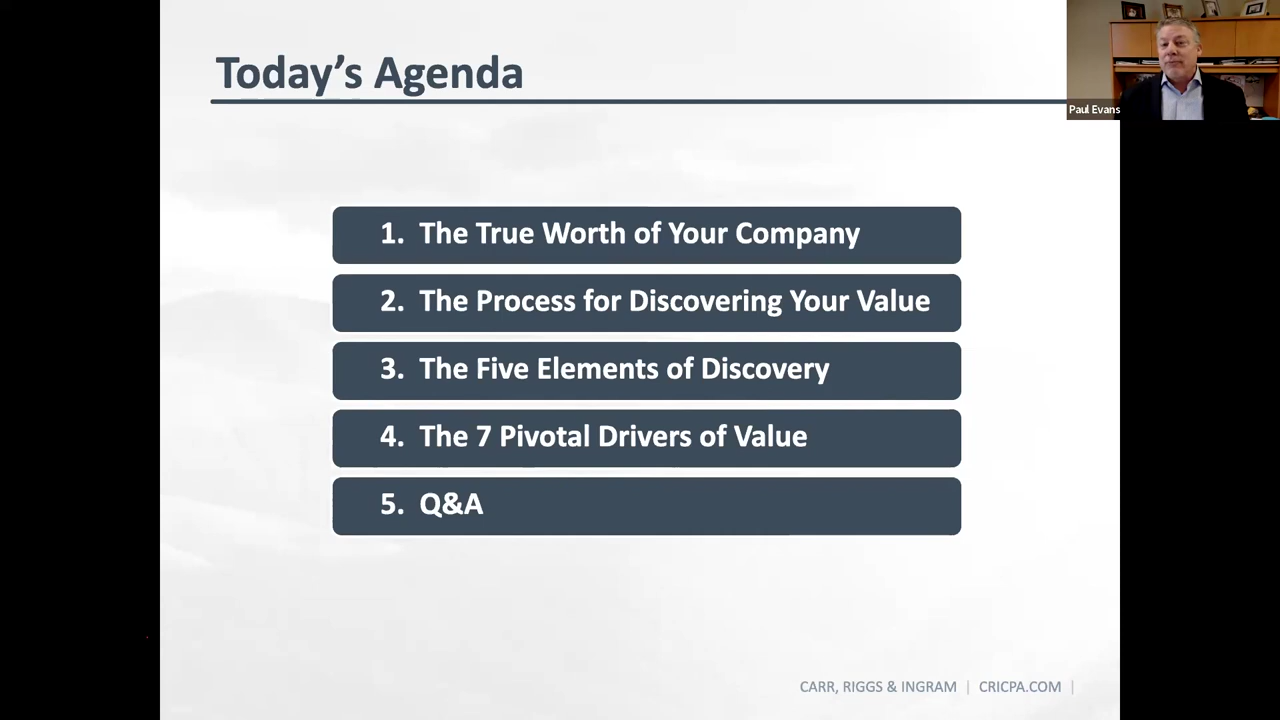 Today's Agenda
Paul Evans
1. The True Worth of Your Company
2. The Process for Discovering Your Value
3. The Five Elements of Discovery
4. The 7 Pivotal Drivers of Value
5. Q&A
CARR, RIGGS & INGRAM | CRICPA.COM |